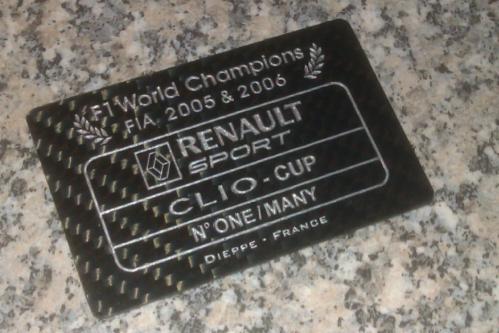 F1 World Champions
FIA 2005 & 2006
RENAULT
SPORT
CLIO-CUP
N° ONE/MANY
DIEPPE - FRANCE